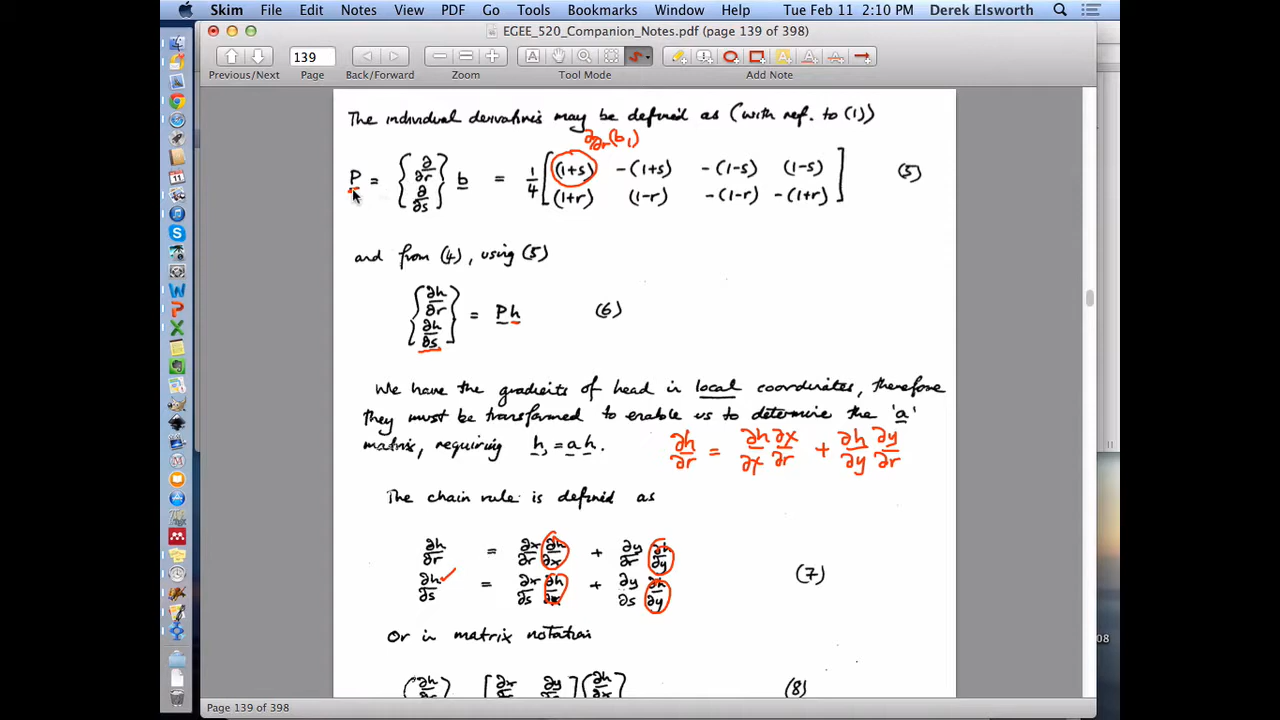 Skim File Edit View PDF Go Tools Bookmarks Window Help Tue Feb 11 2:10 PM Derek Elsworth
EGEE_520_Companion_Notes.pdf (page 139 of 398)
139
Previous/Next Page Back/Forward Zoom Tool Mode Add Note
The individual derivatives may be defined as (with ref. to (1))
∂/∂r (b₁)
P = { ∂/∂r ∂/∂s } b = 1/4 [ (1+s) -(1+s) -(1-s) (1-s)
(1+r) (1-r) -(1-r) -(1+r) ] (5)
and from (4), using (5)
{ ∂h/∂r ∂h/∂s } = P h (6)
We have the gradients of head in local coordinates, therefore
they must be transformed to enable us to determine the 'a'
matrix, requiring h, = a h.
∂h/∂r = ∂h/∂x ∂x/∂r + ∂h/∂y ∂y/∂r
The chain rule is defined as
∂h/∂r = ∂x/∂r ∂h/∂x + ∂y/∂r ∂h/∂y
∂h/∂s = ∂x/∂s ∂h/∂x + ∂y/∂s ∂h/∂y (7)
Or in matrix notation
(8)
Page 139 of 398